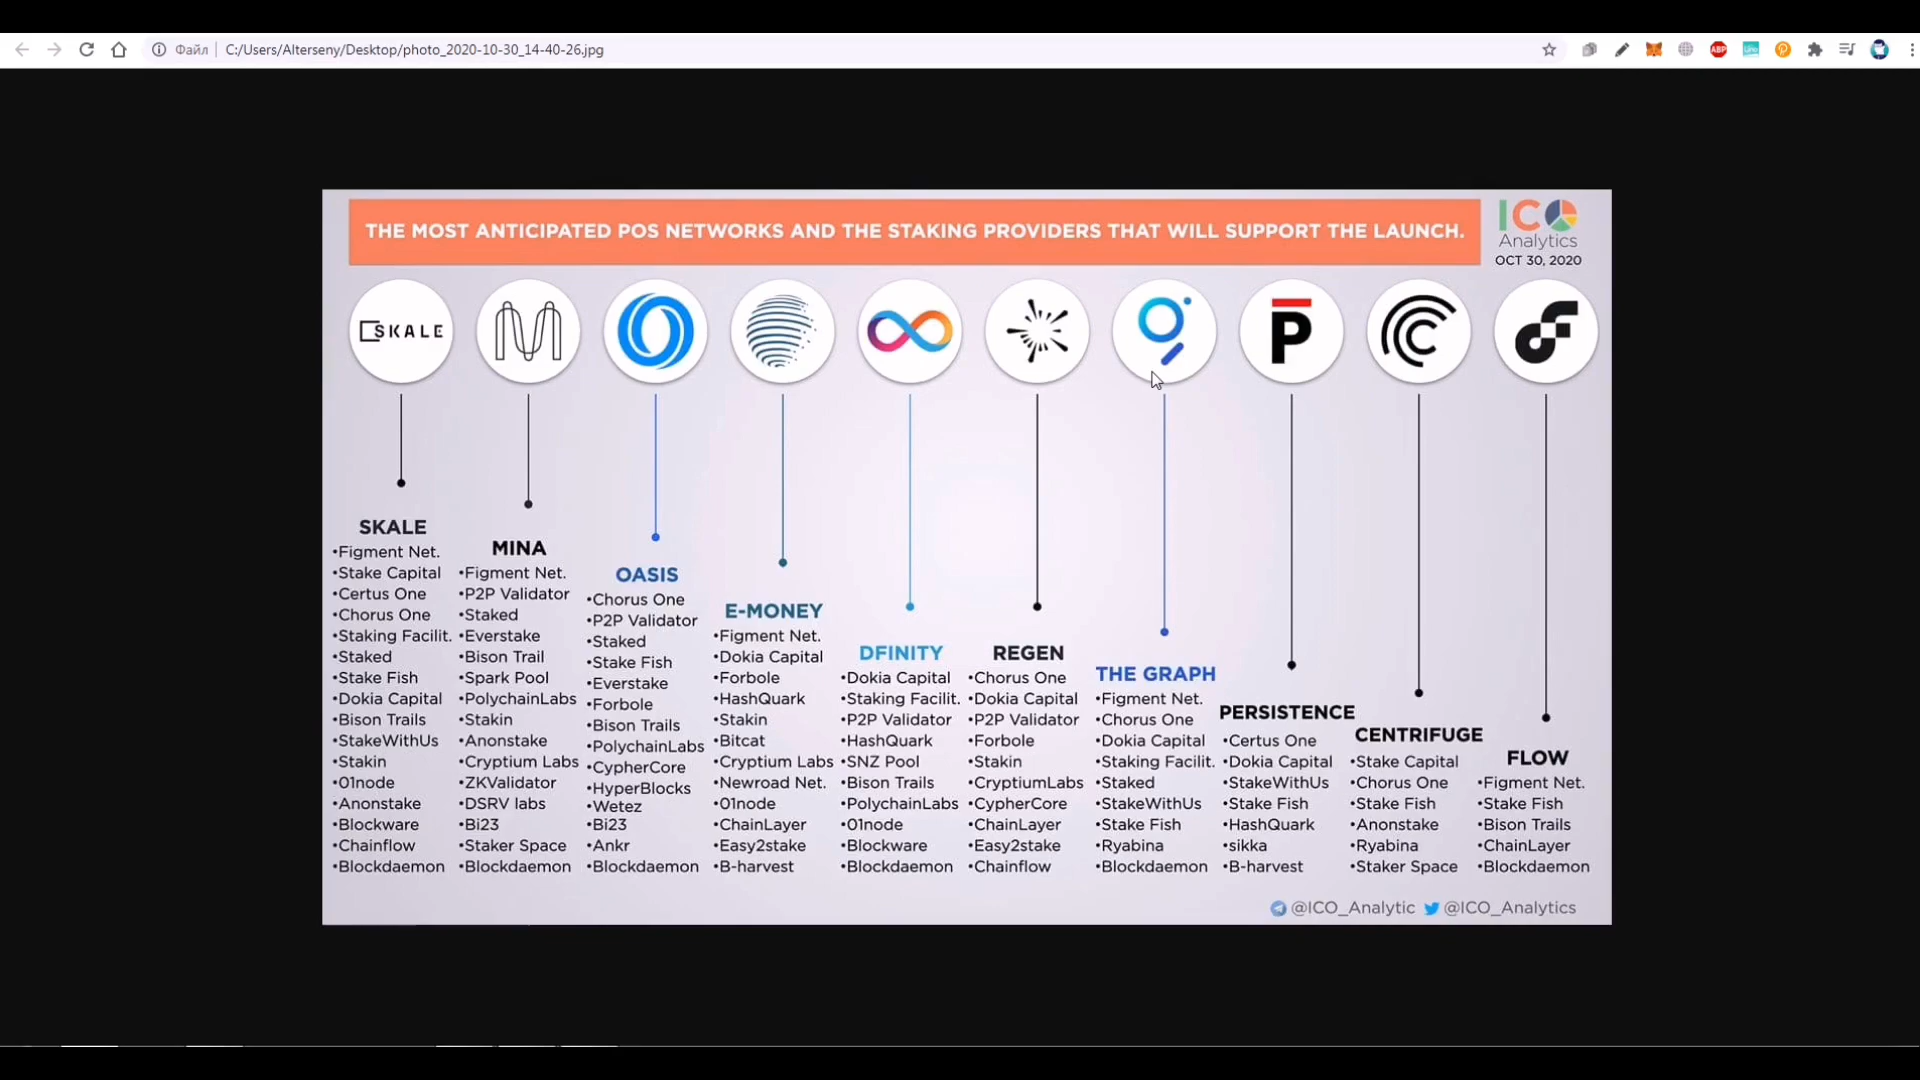 Файл
C:/Users/Alterseny/Desktop/photo_2020-10-30_14-40-26.jpg
ABP
THE MOST ANTICIPATED POS NETWORKS AND THE STAKING PROVIDERS THAT WILL SUPPORT THE LAUNCH.
ICO
Analytics
OCT 30, 2020
SKALE
SKALE
•Figment Net.
•Stake Capital
•Certus One
•Chorus One
•Staking Facilit.
•Staked
•Stake Fish
•Dokia Capital
•Bison Trails
•StakeWithUs
•Stakin
•01node
•Anonstake
•Blockware
•Chainflow
•Blockdaemon
MINA
•Figment Net.
•P2P Validator
•Staked
•Everstake
•Bison Trail
•Spark Pool
•PolychainLabs
•Stakin
•Anonstake
•Cryptium Labs
•ZKValidator
•DSRV labs
•Bi23
•Staker Space
•Blockdaemon
OASIS
•Chorus One
•P2P Validator
•Staked
•Stake Fish
•Everstake
•Forbole
•Bison Trails
•PolychainLabs
•CypherCore
•HyperBlocks
•Wetez
•Bi23
•Ankr
•Blockdaemon
E-MONEY
•Figment Net.
•Dokia Capital
•Forbole
•HashQuark
•Stakin
•Bitcat
•Cryptium Labs
•Newroad Net.
•01node
•ChainLayer
•Easy2stake
•B-harvest
DFINITY
•Dokia Capital
•Staking Facilit.
•P2P Validator
•HashQuark
•SNZ Pool
•Bison Trails
•PolychainLabs
•01node
•Blockware
•Blockdaemon
REGEN
•Chorus One
•Dokia Capital
•P2P Validator
•Forbole
•Stakin
•CryptiumLabs
•CypherCore
•ChainLayer
•Easy2stake
•Chainflow
THE GRAPH
•Figment Net.
•Chorus One
•Dokia Capital
•Staking Facilit.
•Staked
•StakeWithUs
•Stake Fish
•Ryabina
•Blockdaemon
PERSISTENCE
•Certus One
•Dokia Capital
•StakeWithUs
•Stake Fish
•HashQuark
•sikka
•B-harvest
CENTRIFUGE
•Stake Capital
•Chorus One
•Stake Fish
•Anonstake
•Ryabina
•Staker Space
FLOW
•Figment Net.
•Stake Fish
•Bison Trails
•ChainLayer
•Blockdaemon
@ICO_Analytic @ICO_Analytics